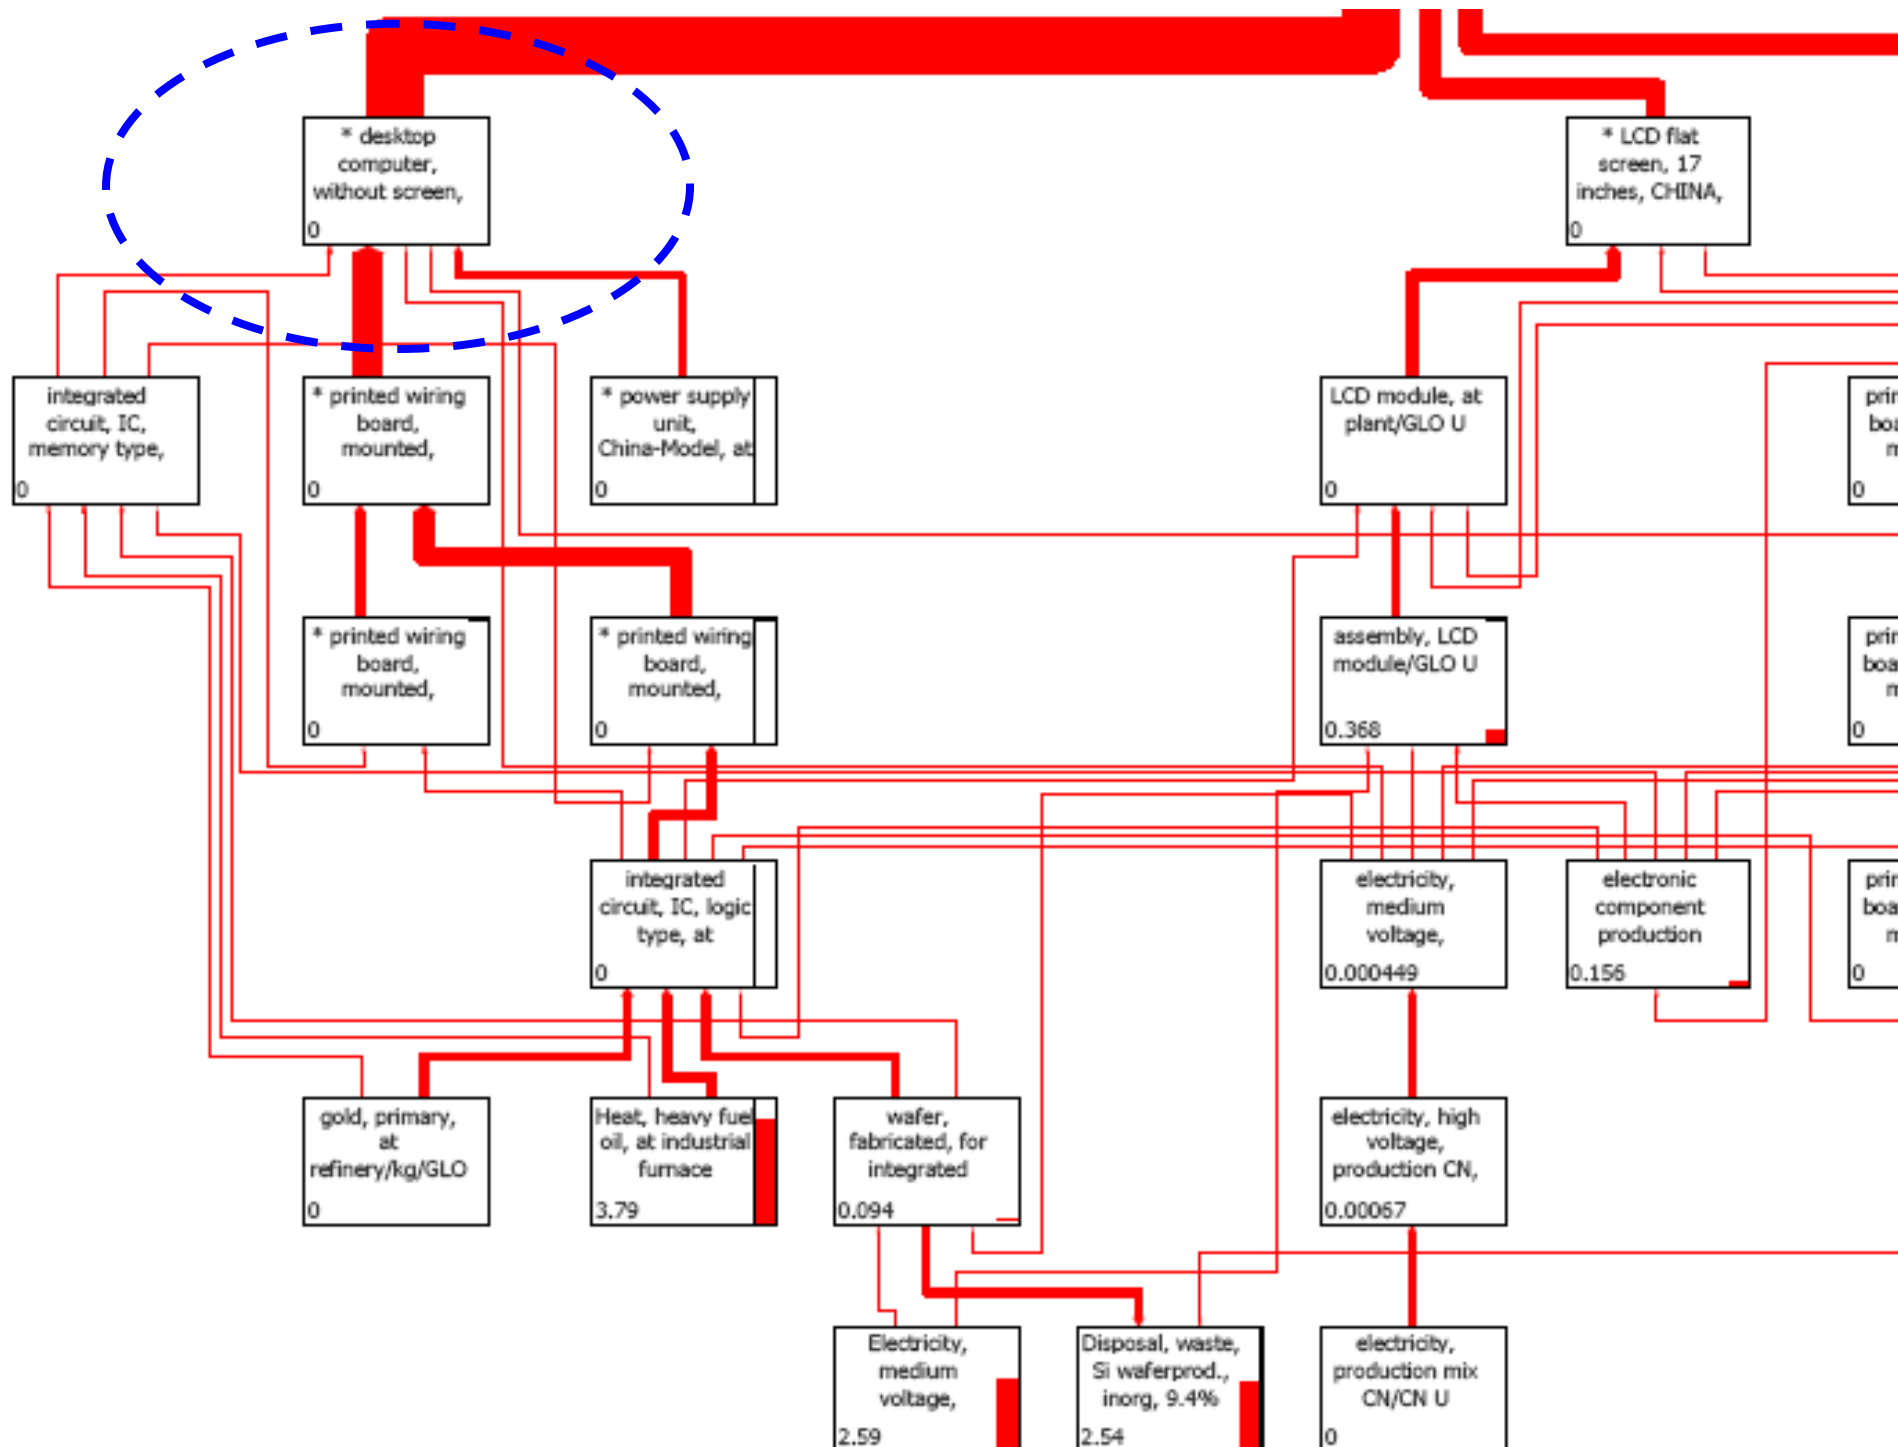 * desktop
computer,
without screen,
0
* LCD flat
screen, 17
inches, CHINA,
0
integrated
circuit, IC,
memory type,
0
* printed wiring
board,
mounted,
0
* power supply
unit,
China-Model, at
0
LCD module, at
plant/GLO U
0
0
* printed wiring
board,
mounted,
0
* printed wiring
board,
mounted,
0
assembly, LCD
module/GLO U
0.368
0
integrated
circuit, IC, logic
type, at
0
electricity,
medium
voltage,
0.000449
electronic
component
production
0.156
0
gold, primary,
at
refinery/kg/GLO
0
Heat, heavy fuel
oil, at industrial
furnace
3.79
wafer,
fabricated, for
integrated
0.094
electricity, high
voltage,
production CN,
0.00067
Electricity,
medium
voltage,
2.59
Disposal, waste,
Si waferprod.,
inorg, 9.4%
2.54
electricity,
production mix
CN/CN U
0